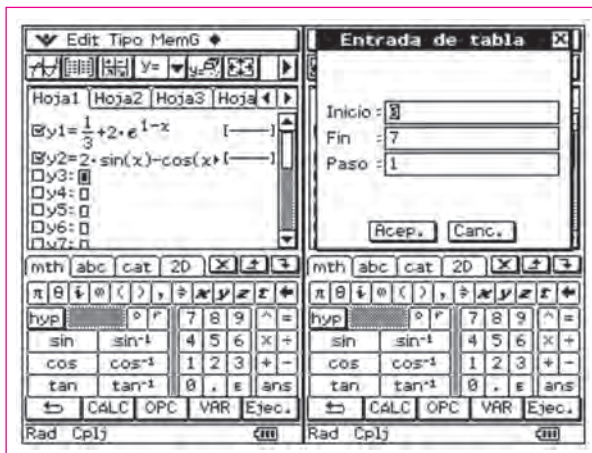 Edit Tipo MemG
y=
Hoja1 Hoja2 Hoja3 Hoja
y1=1/3+2·e^(1-x) [—]
y2=2·sin(x)-cos(x [—]
y3:
y4:
y5:
y6:
y7:
mth abc cat 2D
π θ i ∞ ( ) , x y z t
hyp ° r 7 8 9 ^ =
sin sin⁻¹ 4 5 6 × ÷
cos cos⁻¹ 1 2 3 + -
tan tan⁻¹ 0 . E ans
CALC OPC VAR Ejec.
Rad Cplj
Entrada de tabla
Inicio :
Fin : 7
Paso : 1
Acep. Canc.
mth abc cat 2D
π θ i ∞ ( ) , x y z t
hyp ° r 7 8 9 ^ =
sin sin⁻¹ 4 5 6 × ÷
cos cos⁻¹ 1 2 3 + -
tan tan⁻¹ 0 . E ans
CALC OPC VAR Ejec.
Rad Cplj